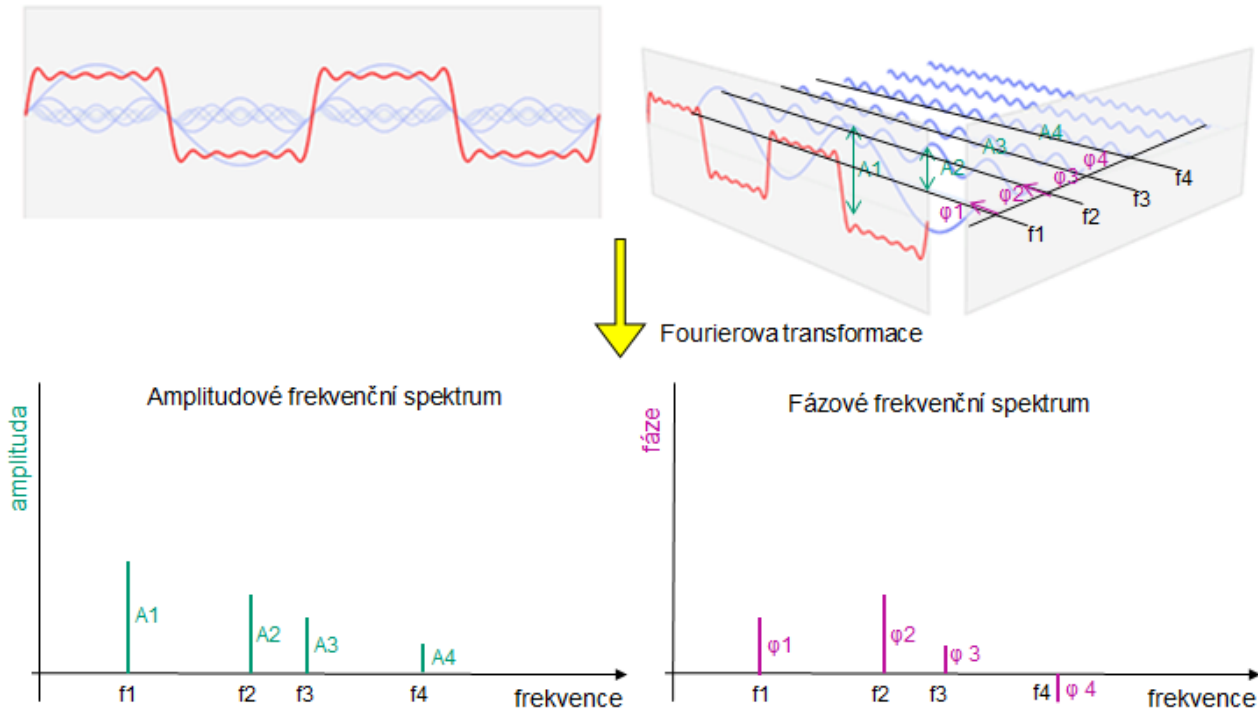 A1
A2
A3
A4
φ1
φ2
φ3
φ4
f1
f2
f3
f4
Fourierova transformace
Amplitudové frekvenční spektrum
amplituda
A1
A2
A3
A4
f1
f2
f3
f4
frekvence
Fázové frekvenční spektrum
fáze
φ1
φ2
φ 3
φ 4
f1
f2
f3
f4
frekvence